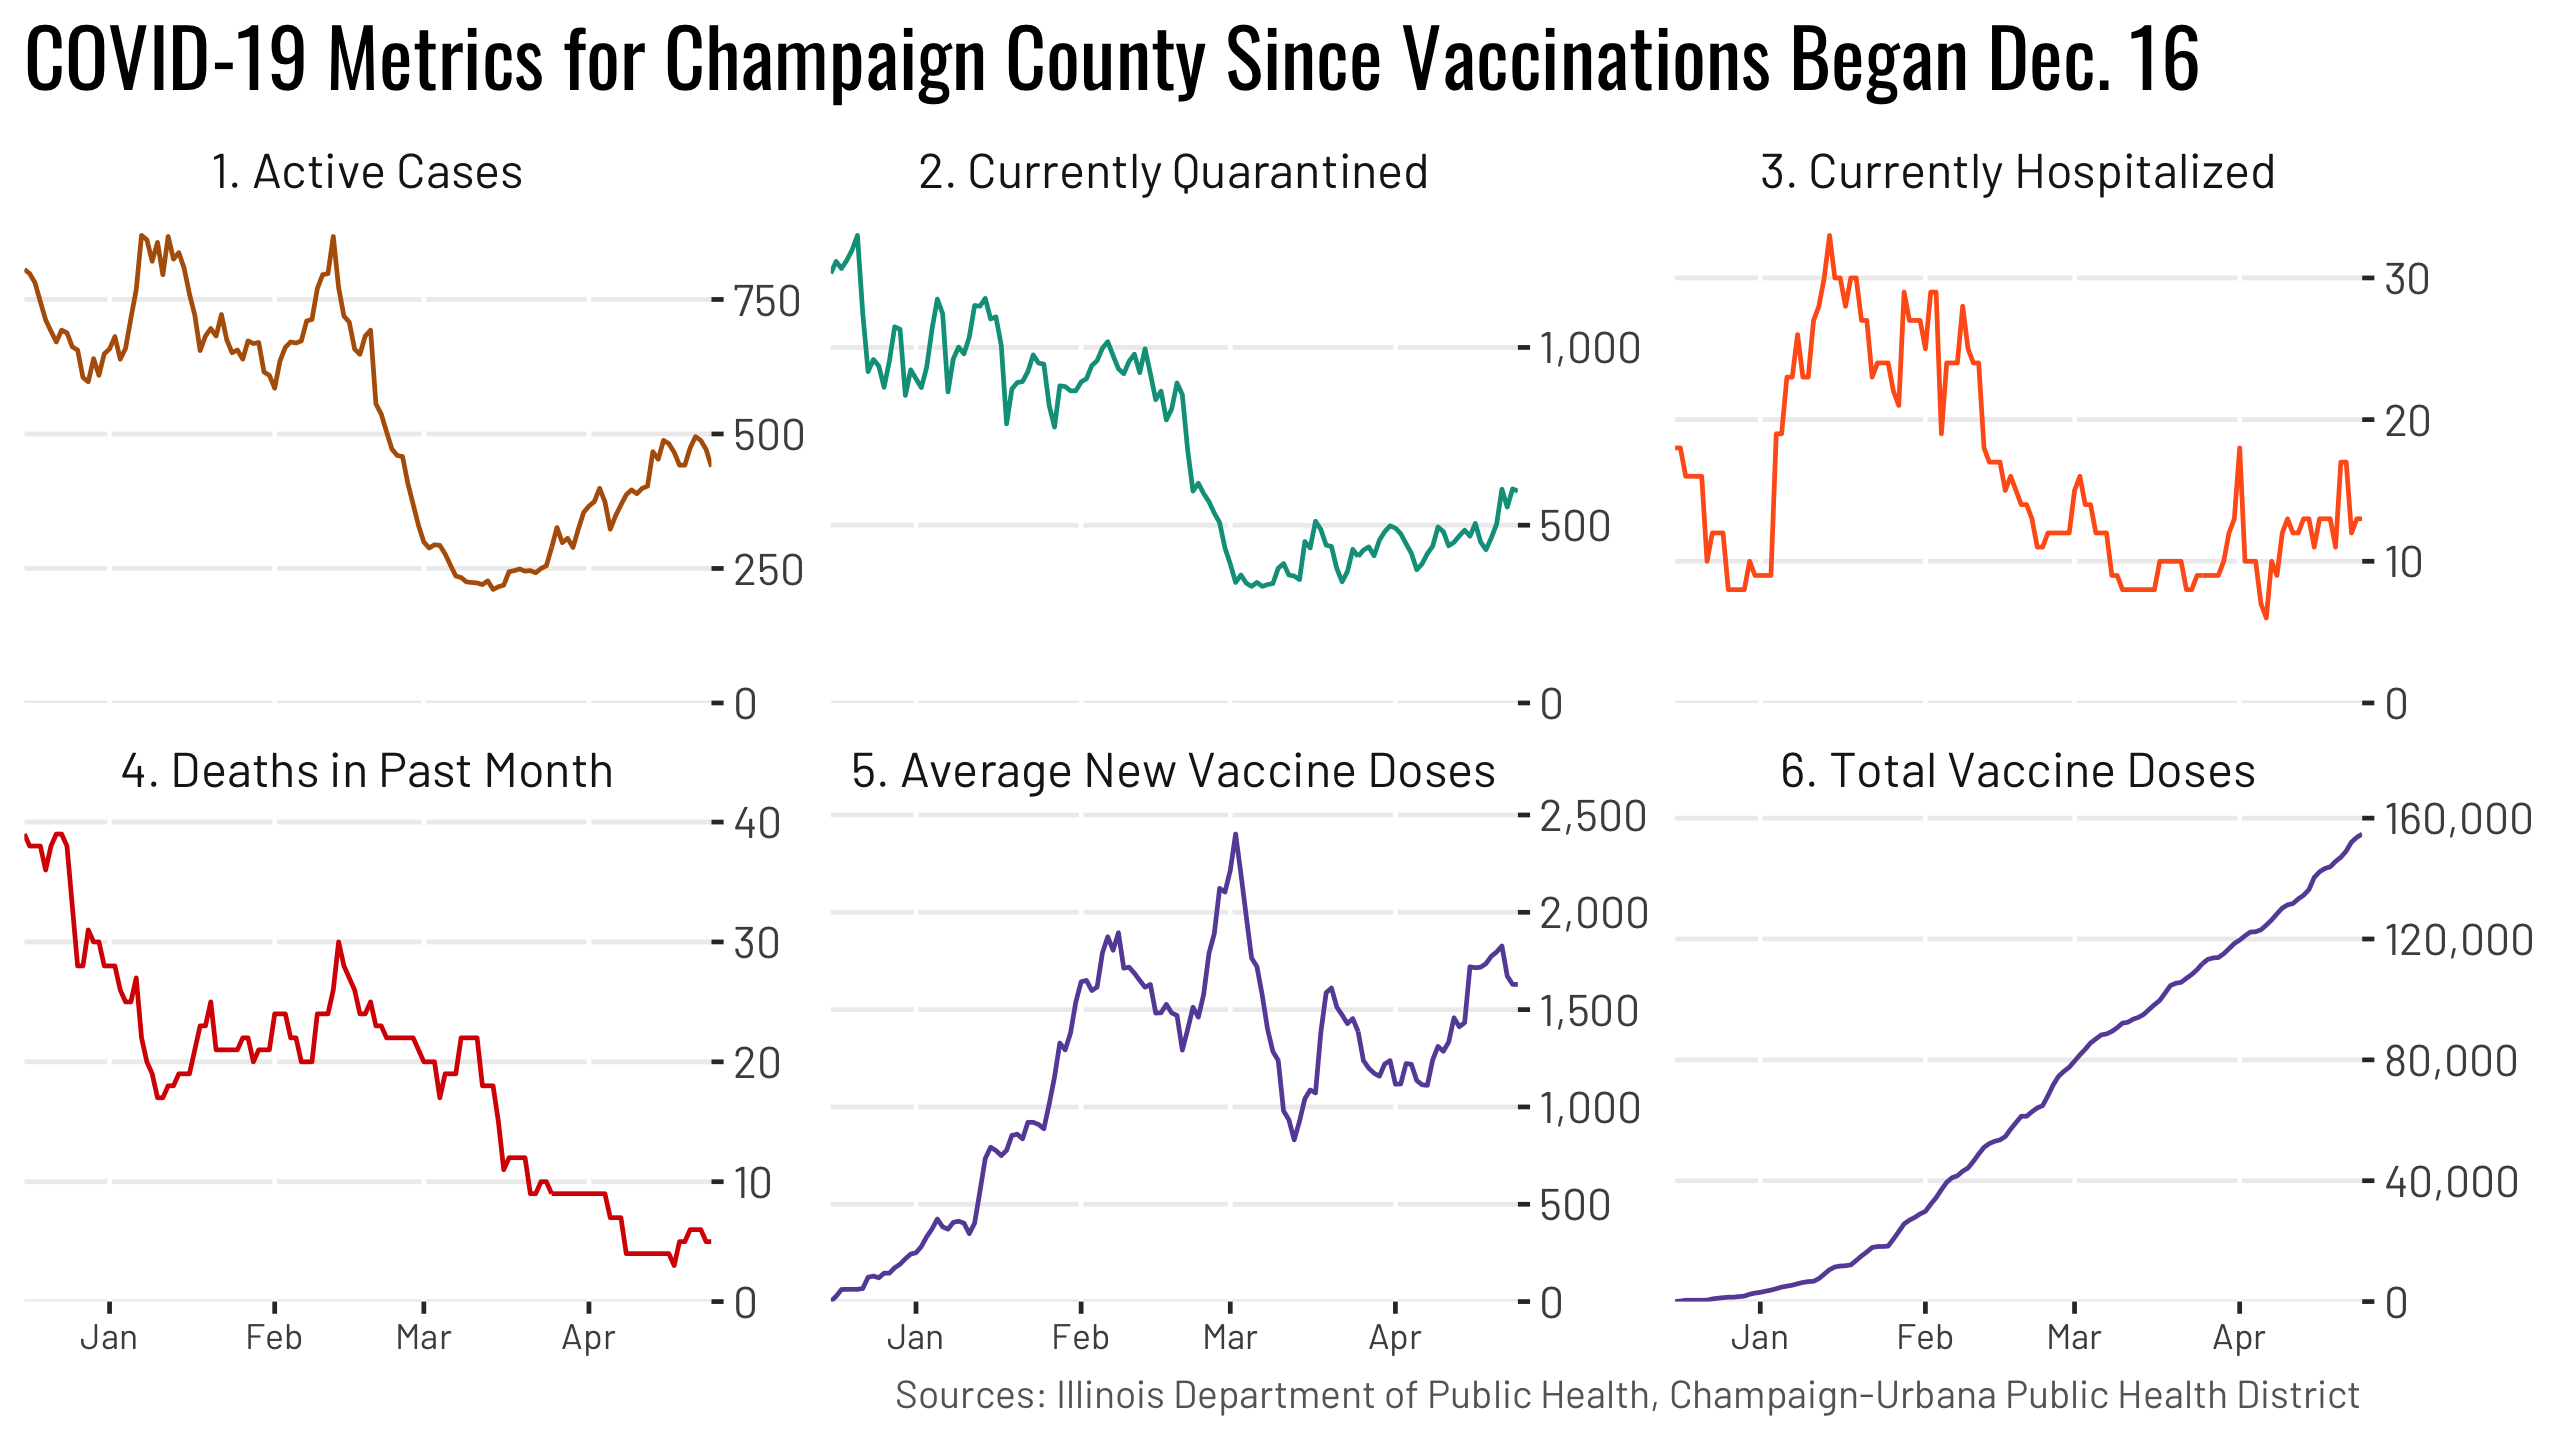 COVID-19 Metrics for Champaign County Since Vaccinations Began Dec. 16
1. Active Cases
750
500
250
0
2. Currently Quarantined
1,000
500
0
3. Currently Hospitalized
30
20
10
0
4. Deaths in Past Month
40
30
20
10
0
Jan Feb Mar Apr
5. Average New Vaccine Doses
2,500
2,000
1,500
1,000
500
0
Jan Feb Mar Apr
6. Total Vaccine Doses
160,000
120,000
80,000
40,000
0
Jan Feb Mar Apr
Sources: Illinois Department of Public Health, Champaign-Urbana Public Health District